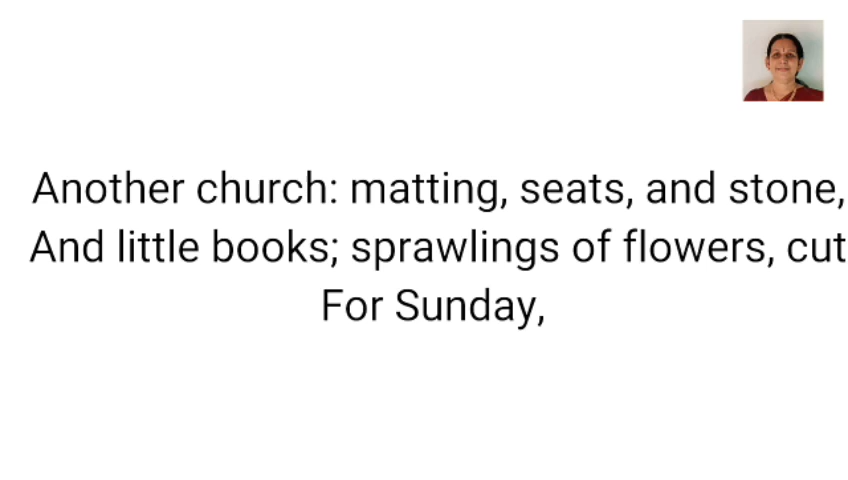 Another church: matting, seats, and stone,
And little books; sprawlings of flowers, cut
For Sunday,